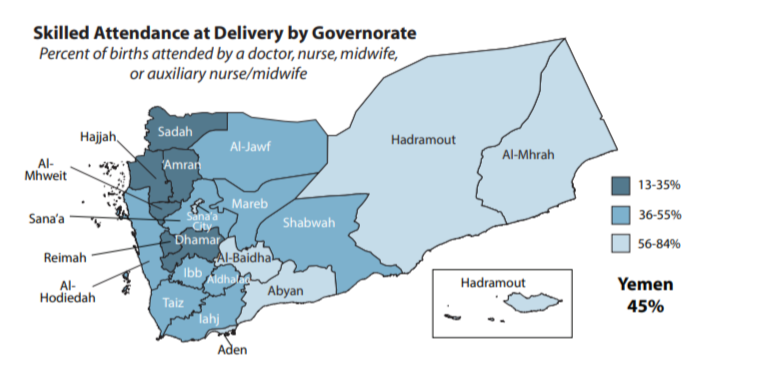 Skilled Attendance at Delivery by Governorate
Percent of births attended by a doctor, nurse, midwife,
or auxiliary nurse/midwife
Sadah
Hajjah
Al-Jawf
Hadramout
Al-Mhrah
Amran
Al-
Mhweit
13-35%
Mareb
Sana'a
Sana'a
City
Shabwah
36-55%
Dhamar
56-84%
Reimah
Al-Baidha
Ibb
Aldhalae
Al-
Hodiedah
Abyan
Hadramout
Yemen
45%
Taiz
lahj
Aden